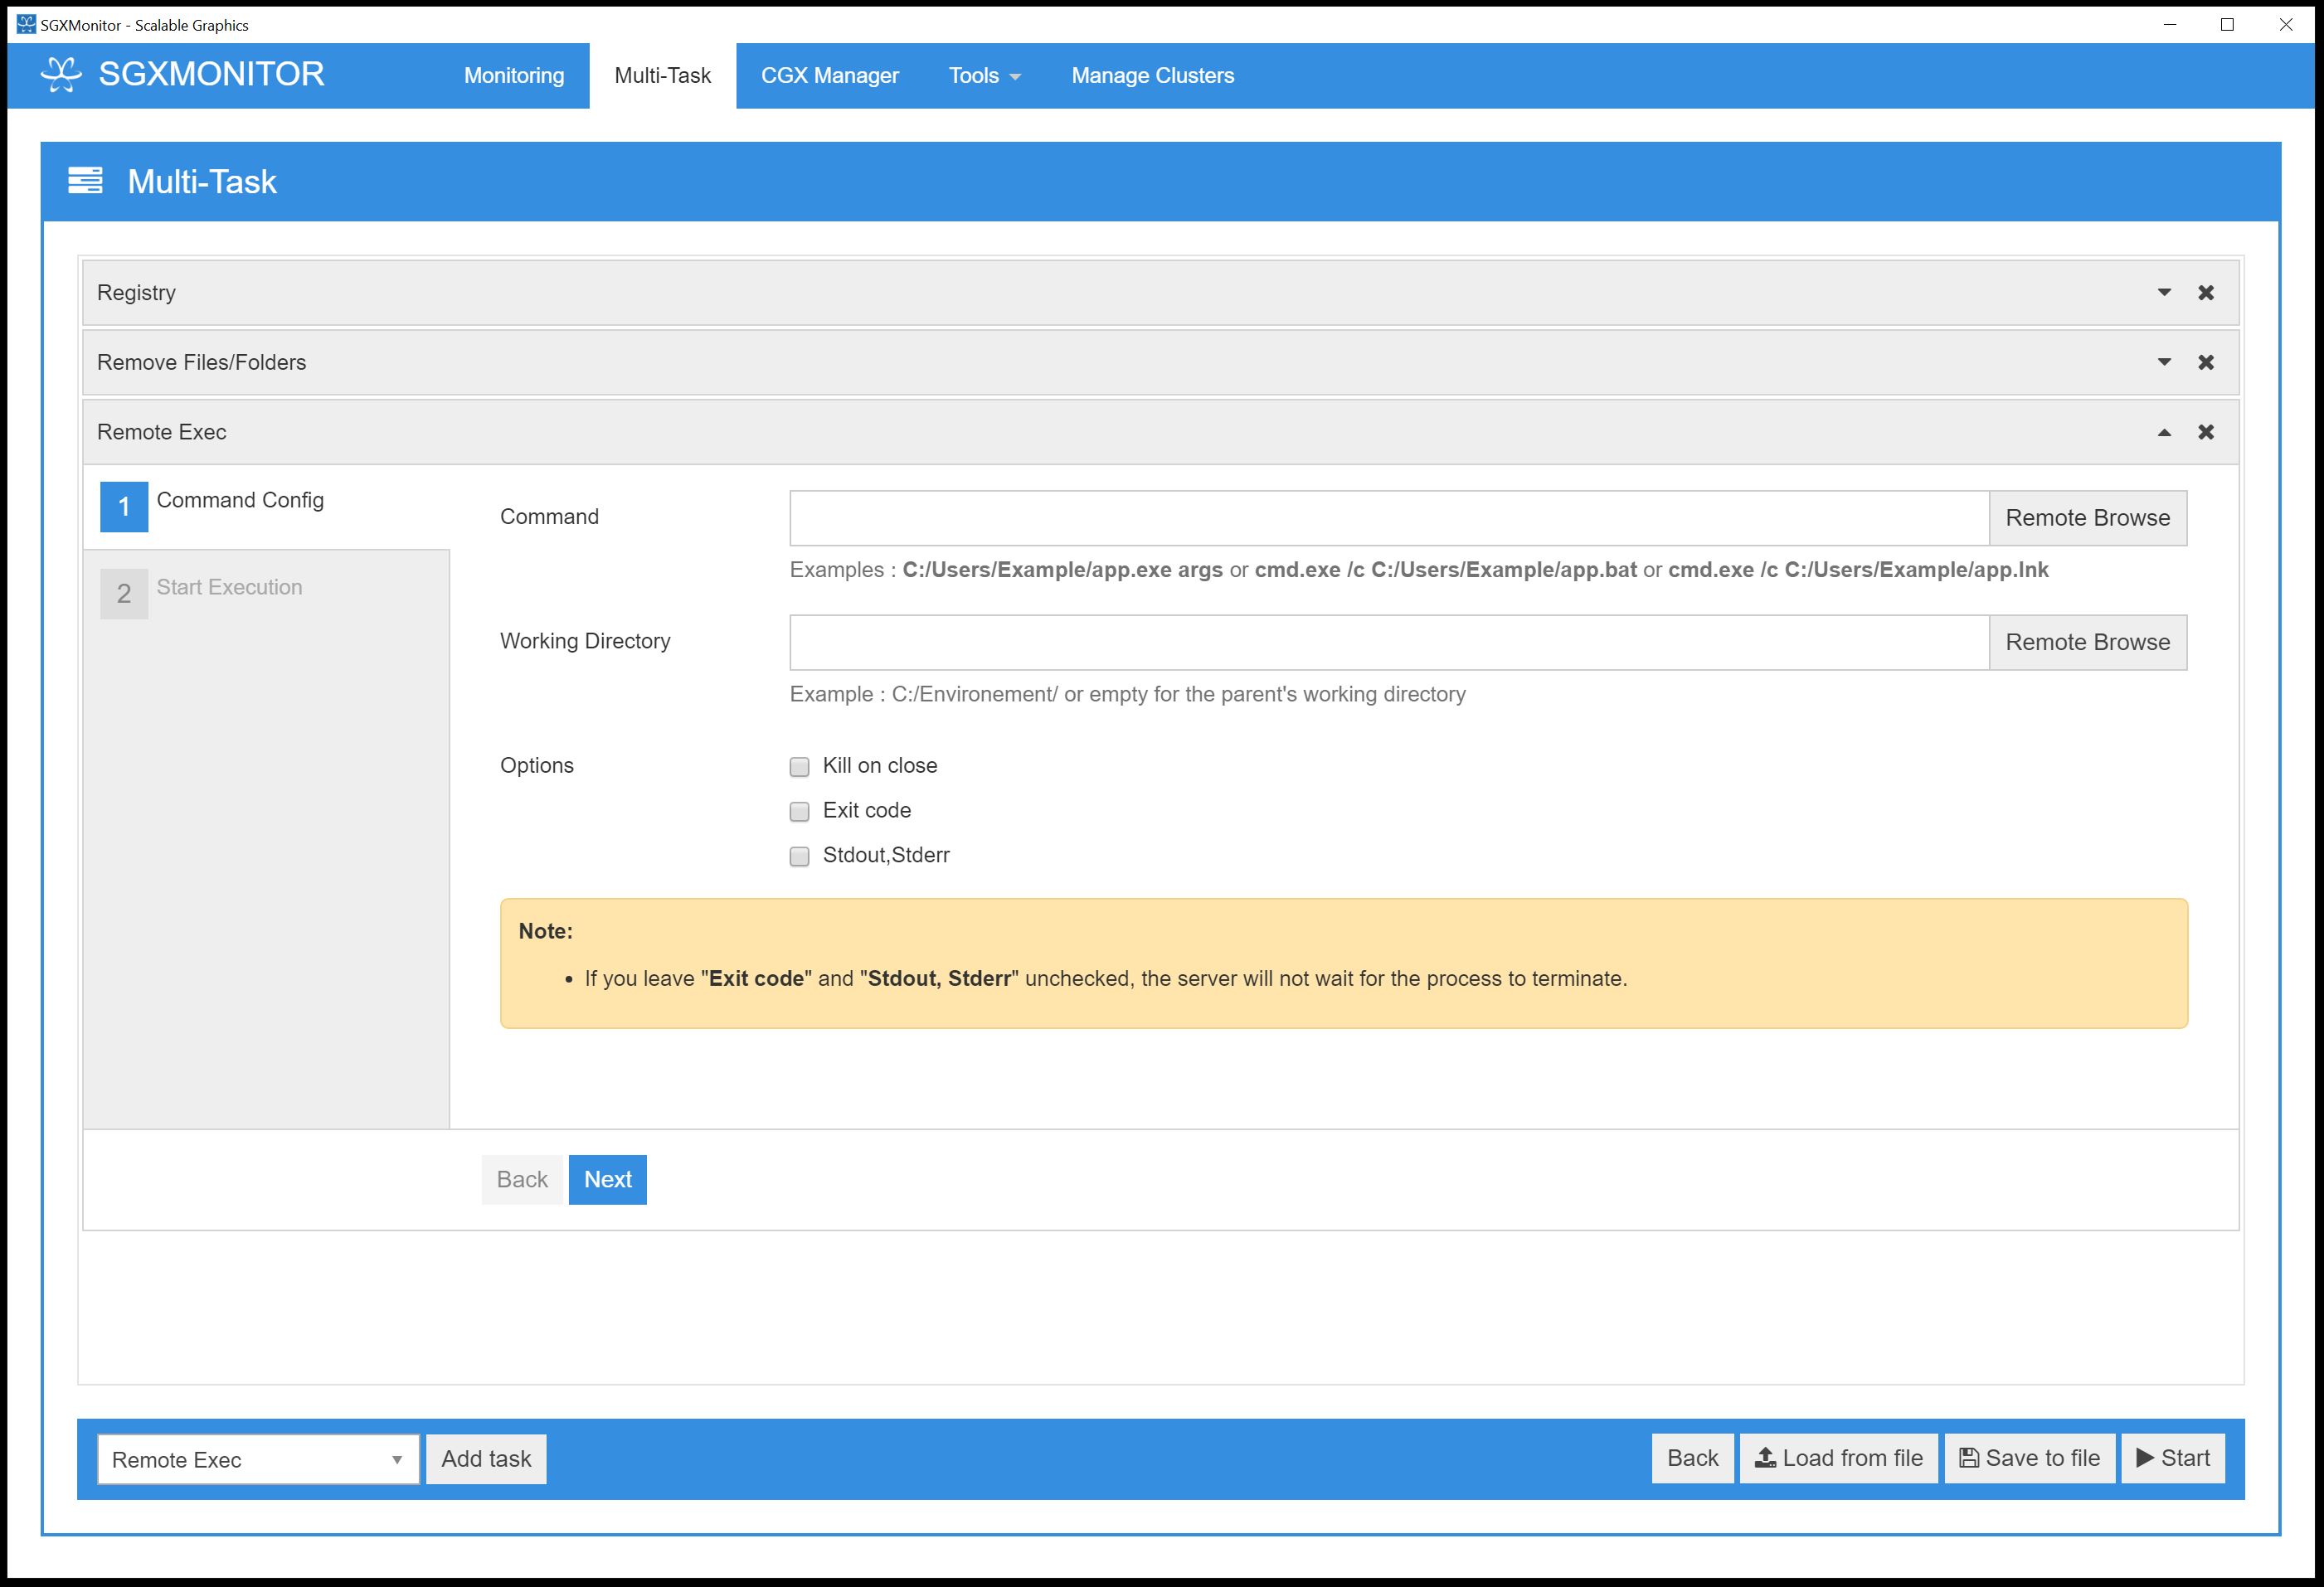 SGXMonitor - Scalable Graphics
SGXMONITOR
Monitoring
Multi-Task
CGX Manager
Tools
Manage Clusters
Multi-Task
Registry
Remove Files/Folders
Remote Exec
1 Command Config
2 Start Execution
Command
Remote Browse
Examples : C:/Users/Example/app.exe args or cmd.exe /c C:/Users/Example/app.bat or cmd.exe /c C:/Users/Example/app.lnk
Working Directory
Remote Browse
Example : C:/Environement/ or empty for the parent's working directory
Options
Kill on close
Exit code
Stdout,Stderr
Note:
• If you leave "Exit code" and "Stdout, Stderr" unchecked, the server will not wait for the process to terminate.
Back
Next
Remote Exec
Add task
Back
Load from file
Save to file
Start